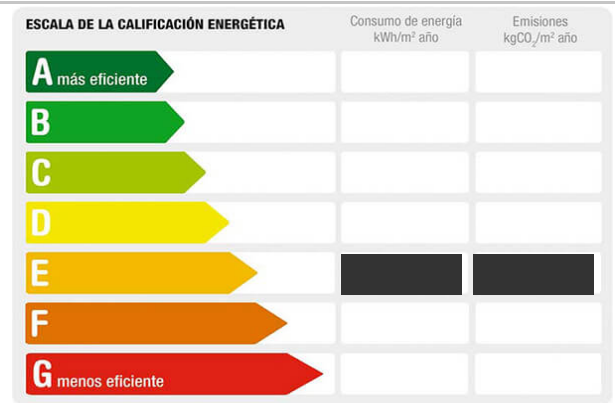 ESCALA DE LA CALIFICACIÓN ENERGÉTICA
Consumo de energía
kWh/m² año
Emisiones
kgCO₂/m² año
A más eficiente
B
C
D
E
F
G menos eficiente